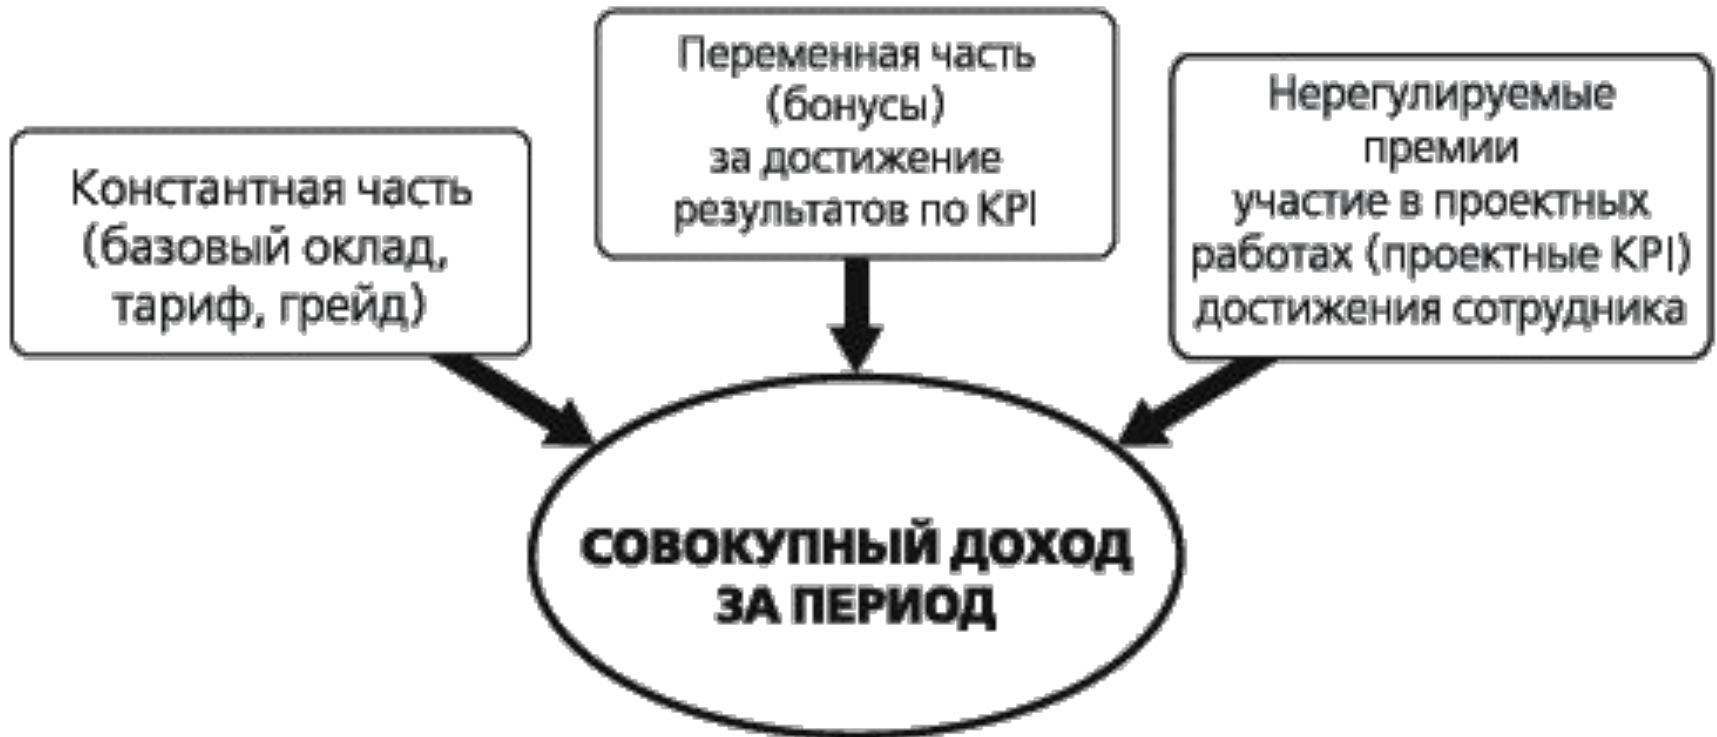 Константная часть
(базовый оклад,
тариф, грейд)
Переменная часть
(бонусы)
за достижение
результатов по KPI
Нерегулируемые
премии
участие в проектных
работах (проектные KPI)
достижения сотрудника
СОВОКУПНЫЙ ДОХОД
ЗА ПЕРИОД